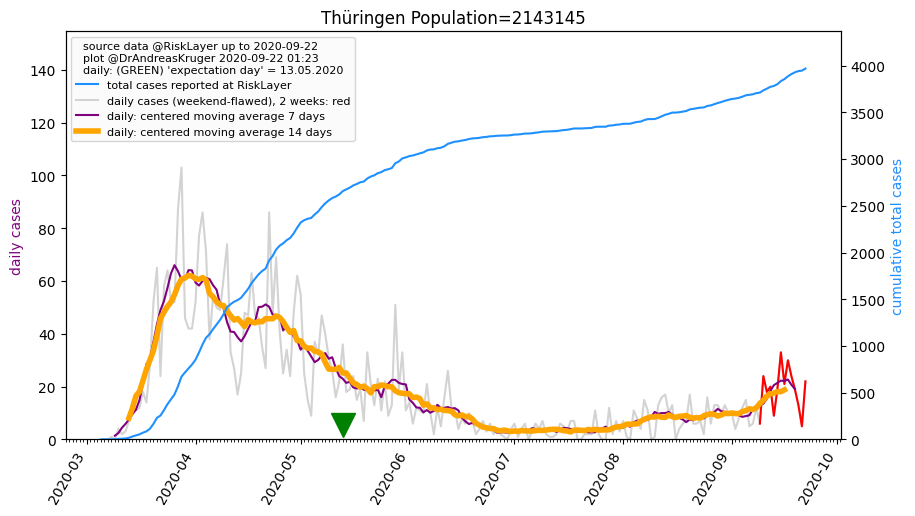 Thüringen Population=2143145
source data @RiskLayer up to 2020-09-22
plot @DrAndreasKruger 2020-09-22 01:23
daily: (GREEN) 'expectation day' = 13.05.2020
total cases reported at RiskLayer
daily cases (weekend-flawed), 2 weeks: red
daily: centered moving average 7 days
daily: centered moving average 14 days
daily cases
140
120
100
80
60
40
20
0
4000
3500
3000
2500
2000
1500
1000
500
0
cumulative total cases
2020-03
2020-04
2020-05
2020-06
2020-07
2020-08
2020-09
2020-10